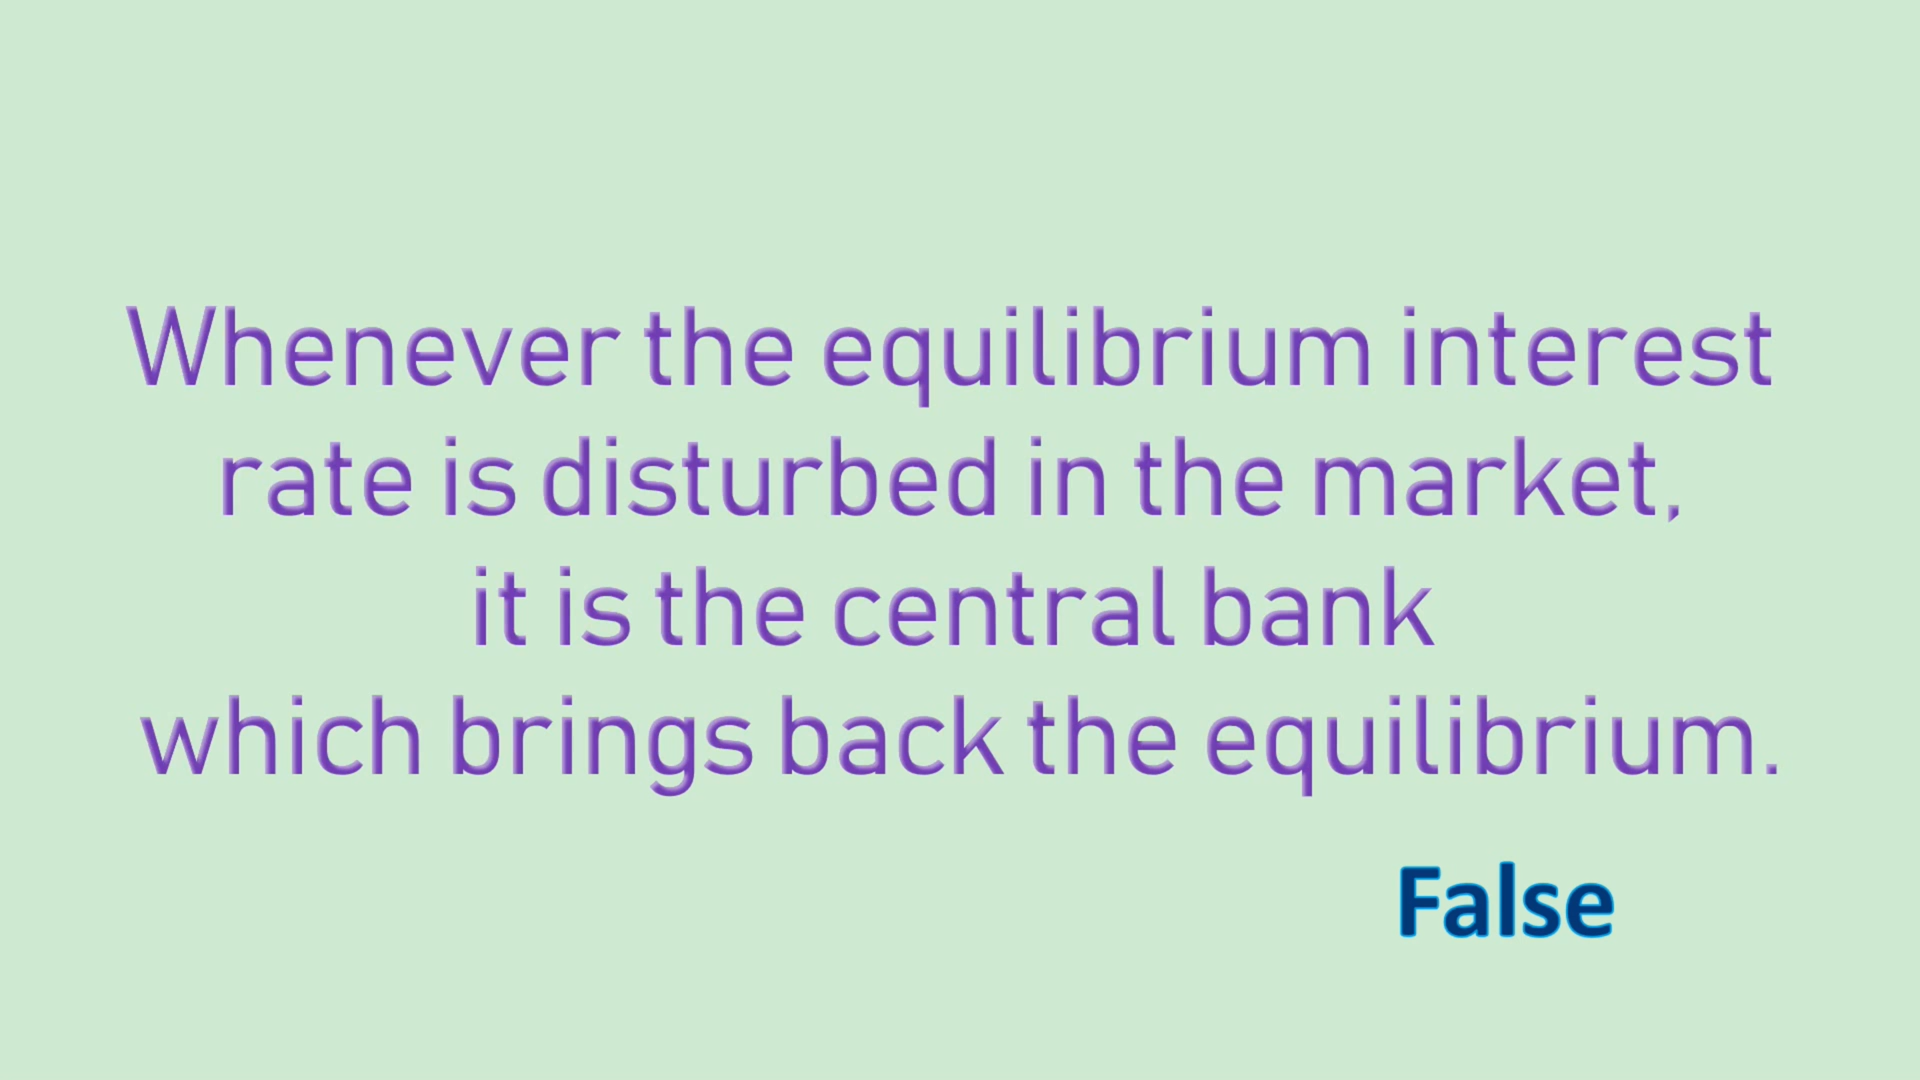 Whenever the equilibrium interest
rate is disturbed in the market,
it is the central bank
which brings back the equilibrium.
False